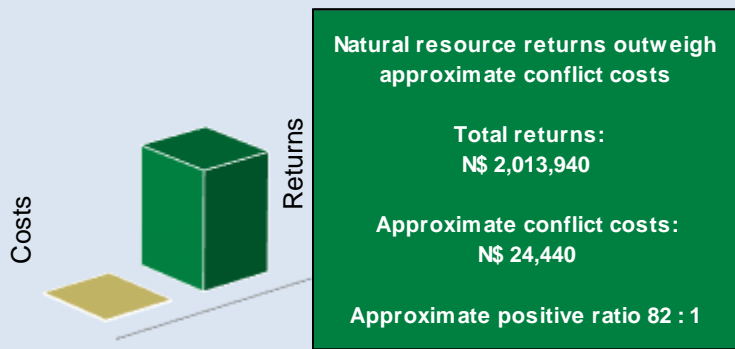 Costs
Returns
Natural resource returns outweigh
approximate conflict costs
Total returns:
N$ 2,013,940
Approximate conflict costs:
N$ 24,440
Approximate positive ratio 82 : 1